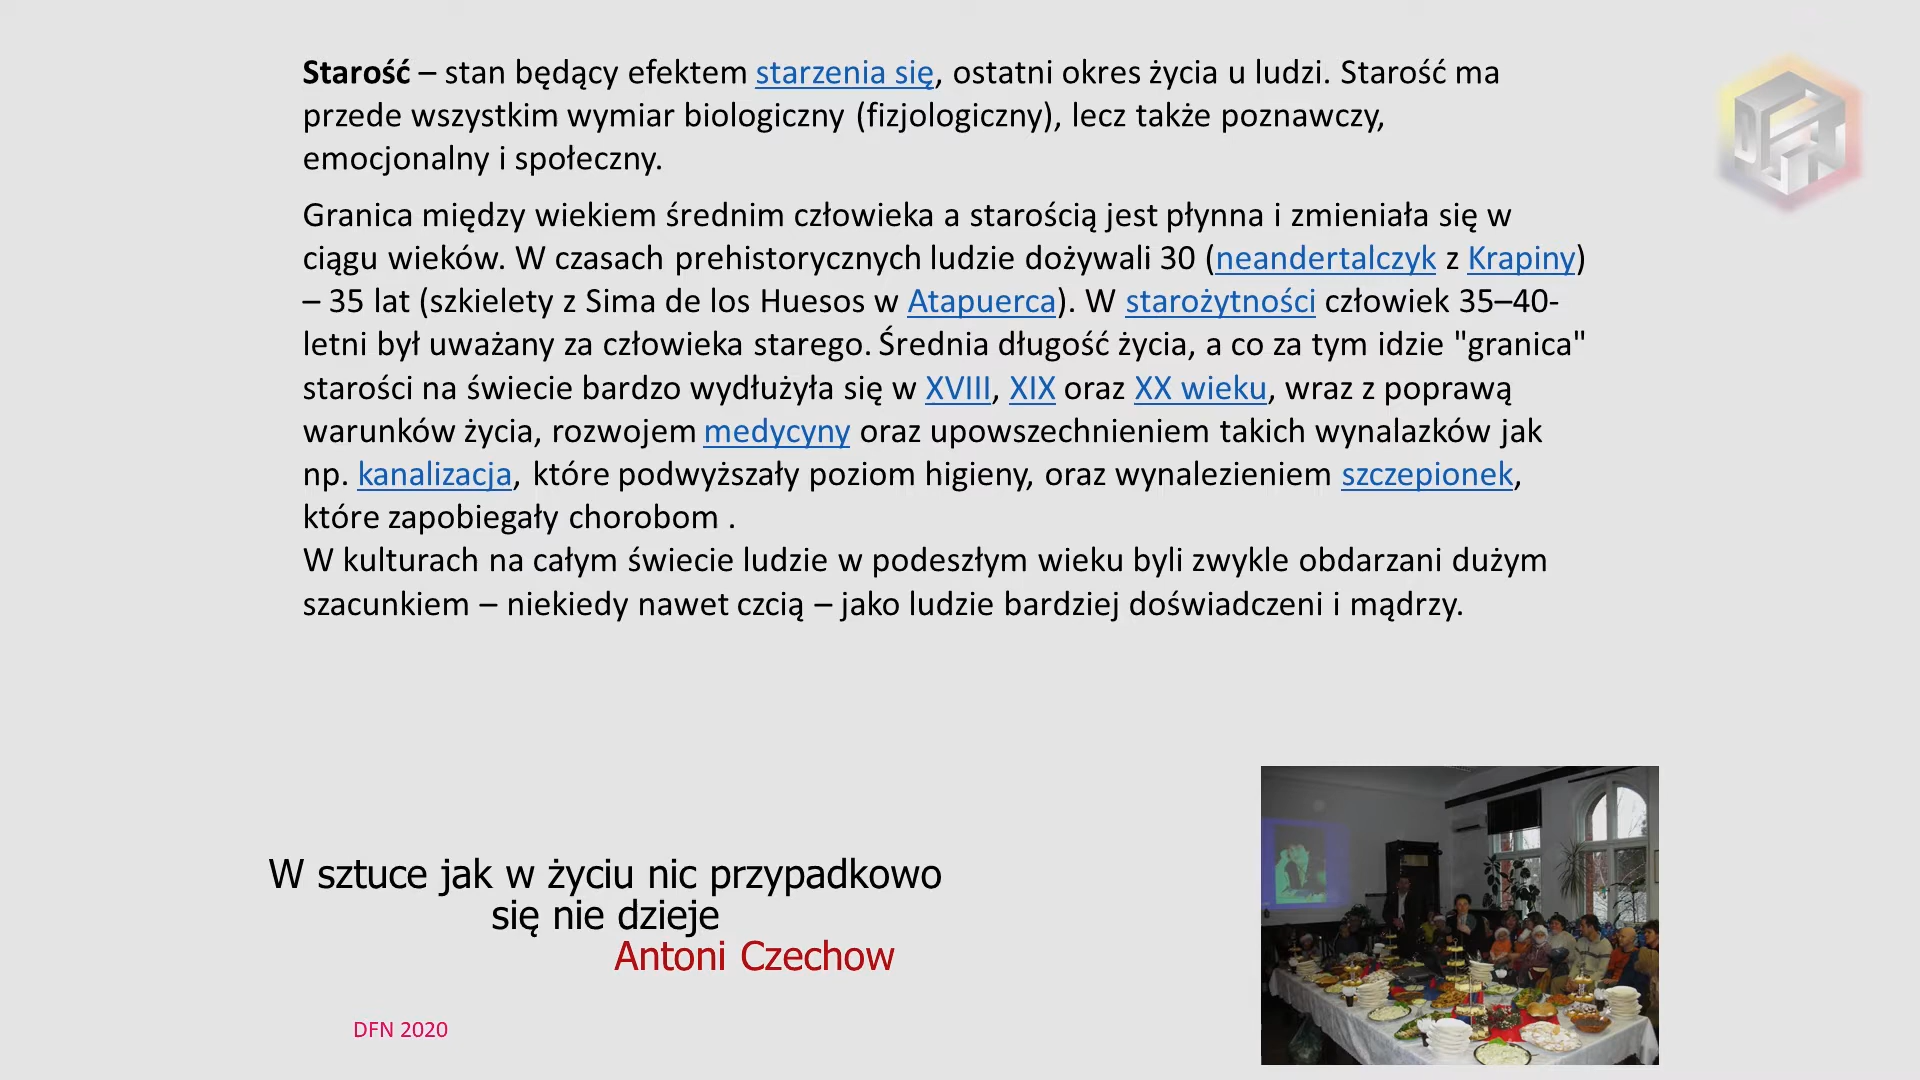 Starość – stan będący efektem starzenia się, ostatni okres życia u ludzi. Starość ma
przede wszystkim wymiar biologiczny (fizjologiczny), lecz także poznawczy,
emocjonalny i społeczny.
Granica między wiekiem średnim człowieka a starością jest płynna i zmieniała się w
ciągu wieków. W czasach prehistorycznych ludzie dożywali 30 (neandertalczyk z Krapiny)
– 35 lat (szkielety z Sima de los Huesos w Atapuerca). W starożytności człowiek 35–40-
letni był uważany za człowieka starego. Średnia długość życia, a co za tym idzie "granica"
starości na świecie bardzo wydłużyła się w XVIII, XIX oraz XX wieku, wraz z poprawą
warunków życia, rozwojem medycyny oraz upowszechnieniem takich wynalazków jak
np. kanalizacja, które podwyższały poziom higieny, oraz wynalezieniem szczepionek,
które zapobiegały chorobom .
W kulturach na całym świecie ludzie w podeszłym wieku byli zwykle obdarzani dużym
szacunkiem – niekiedy nawet czcią – jako ludzie bardziej doświadczeni i mądrzy.
W sztuce jak w życiu nic przypadkowo
się nie dzieje
Antoni Czechow
DFN 2020